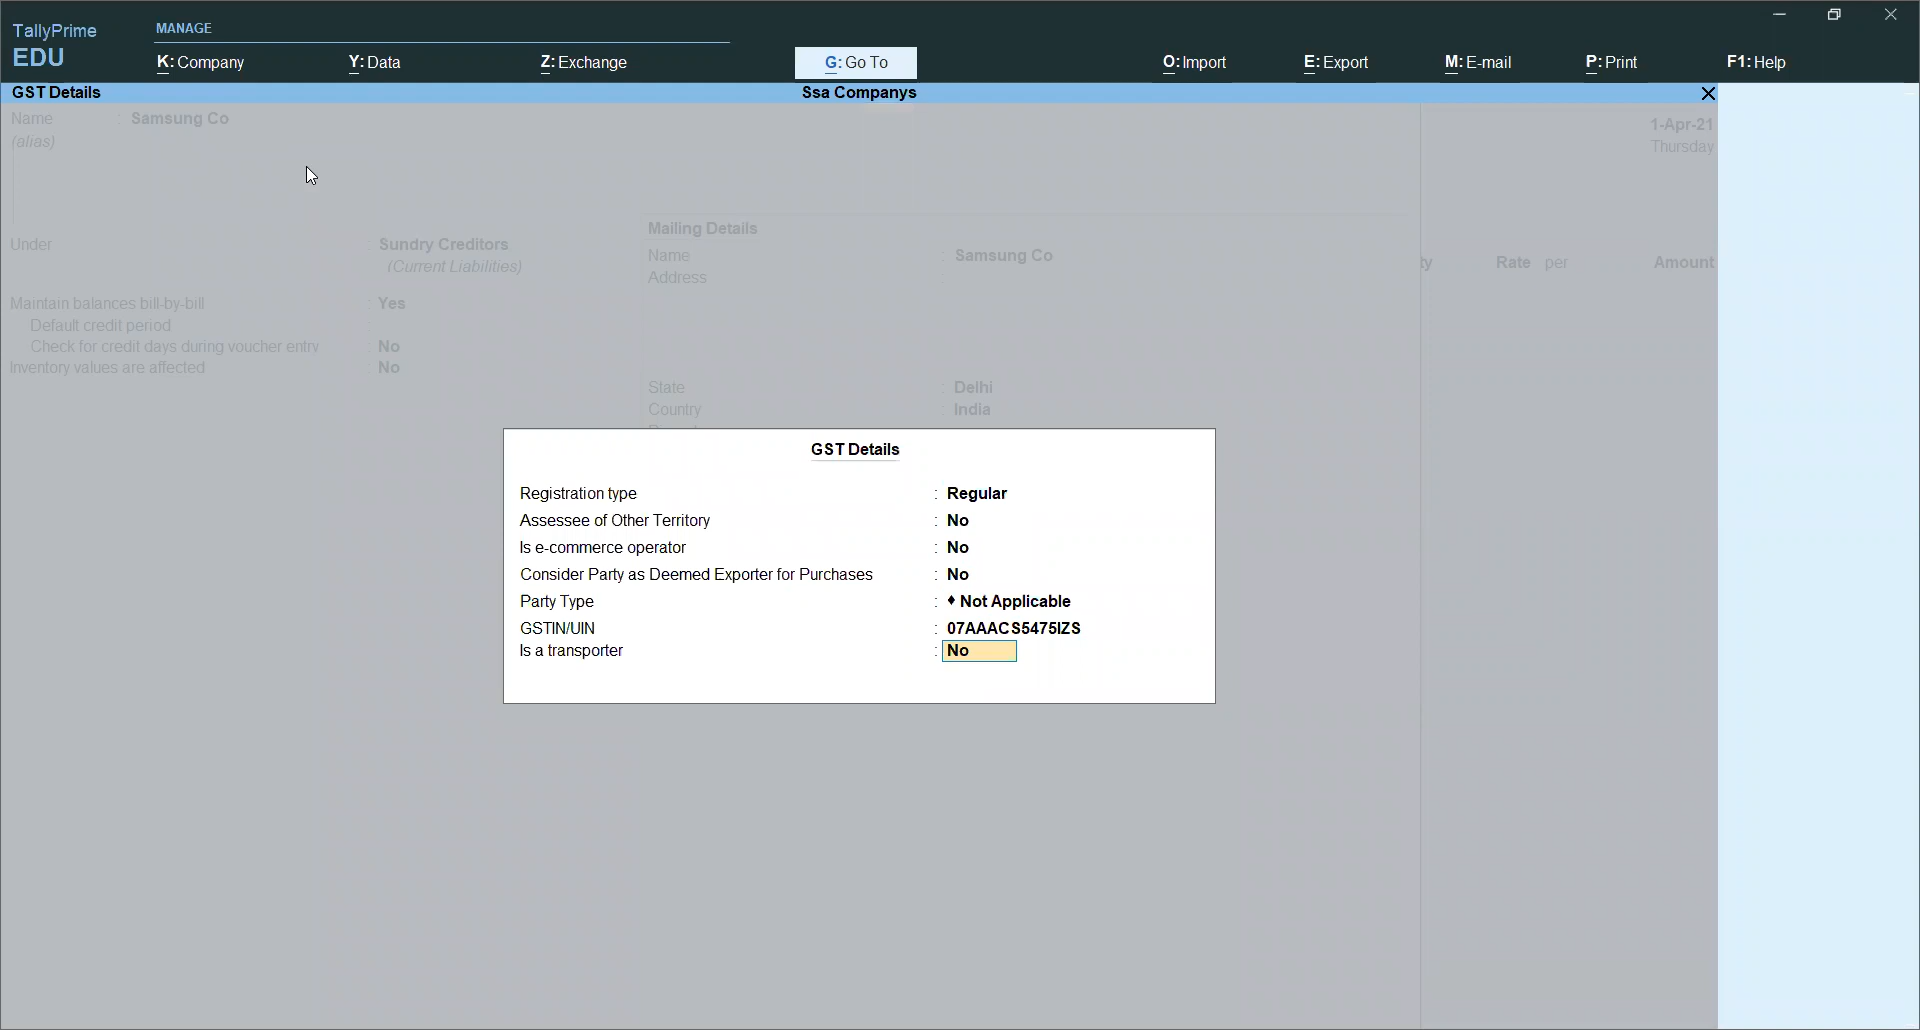 TallyPrime
EDU
MANAGE
K: Company
Y: Data
Z: Exchange
G: Go To
O: Import
E: Export
M: E-mail
P: Print
F1: Help
GST Details
Ssa Companys
Name : Samsung Co
(alias)
1-Apr-21
Thursday
Under Sundry Creditors
(Current Liabilities)
Maintain balances bill-by-bill : Yes
Default credit period
Check for credit days during voucher entry : No
Inventory values are affected : No
Mailing Details
Name : Samsung Co
Address
State : Delhi
Country : India
ty Rate per Amount
GST Details
Registration type : Regular
Assessee of Other Territory : No
Is e-commerce operator : No
Consider Party as Deemed Exporter for Purchases : No
Party Type : ♦ Not Applicable
GSTIN/UIN : 07AAACS5475IZS
Is a transporter : No